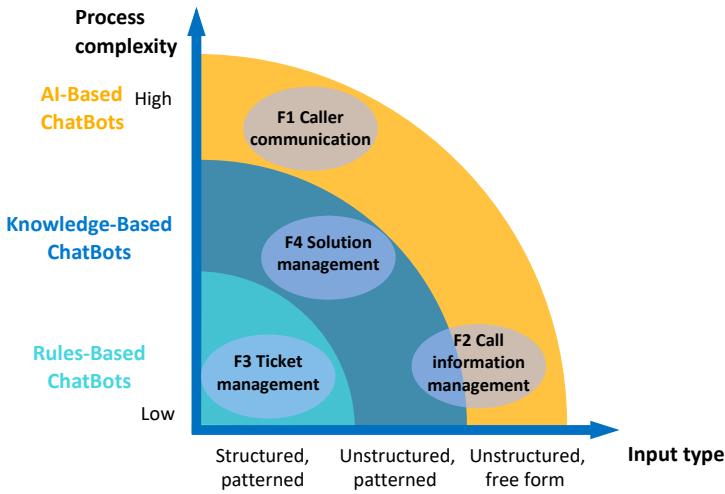 Process
complexity
AI-Based
ChatBots
High
F1 Caller
communication
Knowledge-Based
ChatBots
F4 Solution
management
Rules-Based
ChatBots
F3 Ticket
management
F2 Call
information
management
Low
Structured,
patterned
Unstructured,
patterned
Unstructured,
free form
Input type